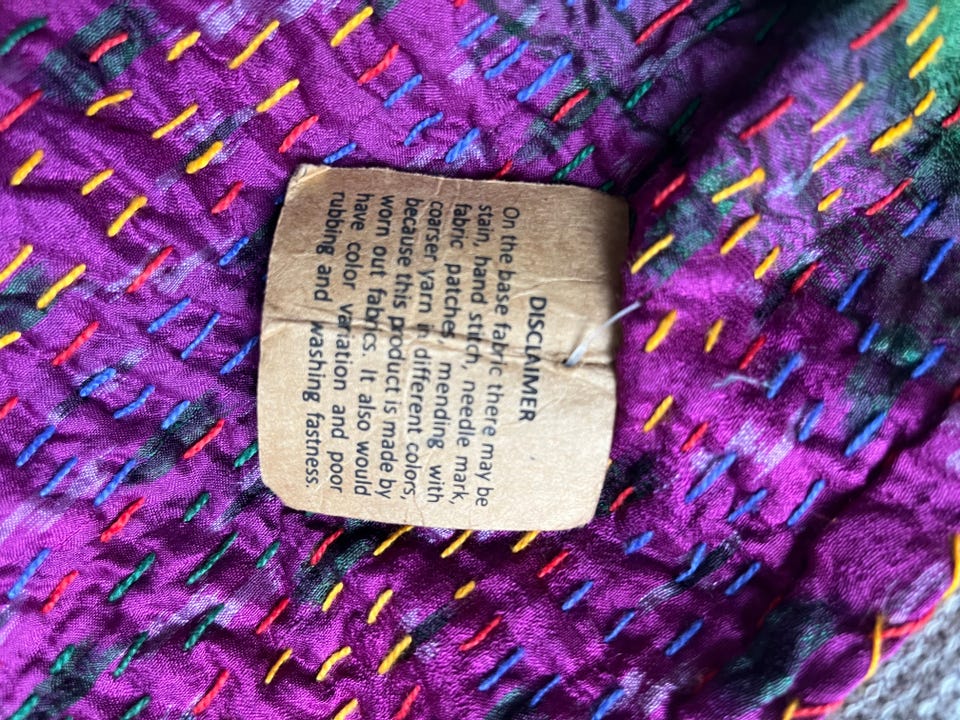 DISCLAIMER
On the base fabric there may be
stain, hand stitch, needle mark,
fabric patches, mending with
coarser yarn in different colors,
because this product is made by
worn out fabrics. It also would
have color variation and poor
rubbing and washing fastness.